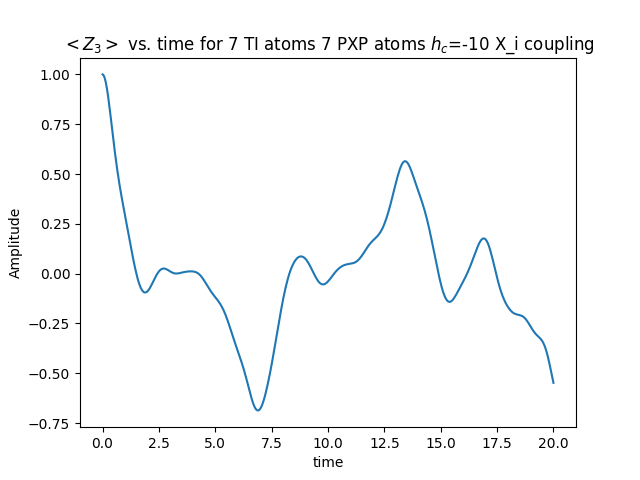 < Z_3 > vs. time for 7 TI atoms 7 PXP atoms h_c=-10 X_i coupling
1.00
0.75
0.50
0.25
0.00
−0.25
−0.50
−0.75
Amplitude
0.0 2.5 5.0 7.5 10.0 12.5 15.0 17.5 20.0
time